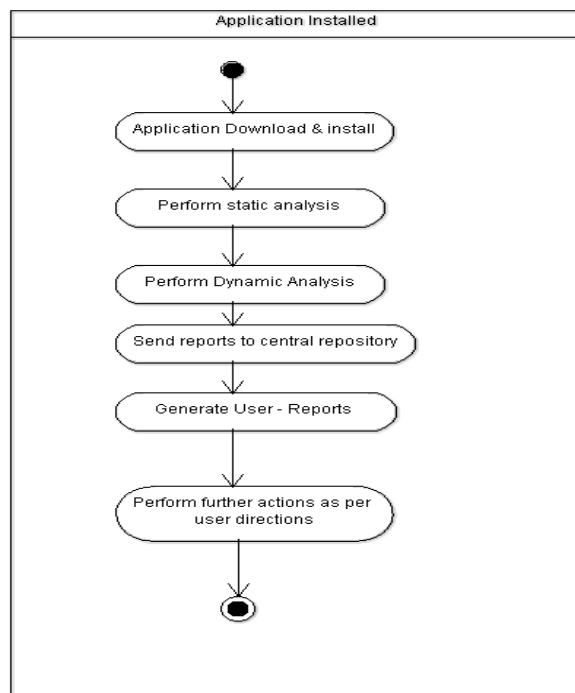 Application Installed
Application Download & install
Perform static analysis
Perform Dynamic Analysis
Send reports to central repository
Generate User - Reports
Perform further actions as per
user directions